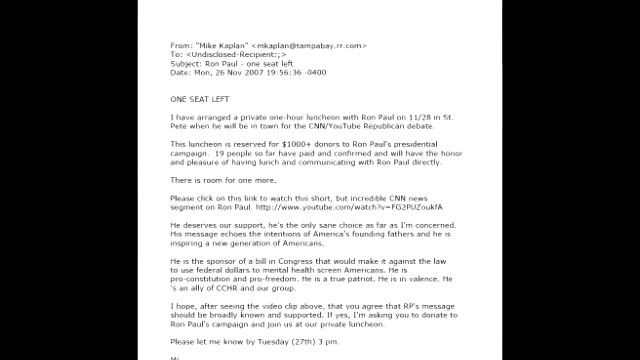 From: "Mike Kaplan" <mkaplan@tampabay.rr.com>
To: <Undisclosed-Recipient:;>
Subject: Ron Paul - one seat left
Date: Mon, 26 Nov 2007 19:56:36 -0400
ONE SEAT LEFT
I have arranged a private one-hour luncheon with Ron Paul on 11/28 in St.
Pete when he will be in town for the CNN/YouTube Republican debate.
This luncheon is reserved for $1000+ donors to Ron Paul's presidential
campaign.  19 people so far have paid and confirmed and will have the honor
and pleasure of having lunch and communicating with Ron Paul directly.
There is room for one more.
Please click on this link to watch this short, but incredible CNN news
segment on Ron Paul. http://www.youtube.com/watch?v=FG2PUZoukfA
He deserves our support, he's the only sane choice as far as I'm concerned.
His message echoes the intentions of America's founding fathers and he is
inspiring a new generation of Americans.
He is the sponsor of a bill in Congress that would make it against the law
to use federal dollars to mental health screen Americans. He is
pro-constitution and pro-freedom. He is a true patriot. He is in valence. He
's an ally of CCHR and our group.
I hope, after seeing the video clip above, that you agree that RP's message
should be broadly known and supported. If yes, I'm asking you to donate to
Ron Paul's campaign and join us at our private luncheon.
Please let me know by Tuesday (27th) 3 pm.